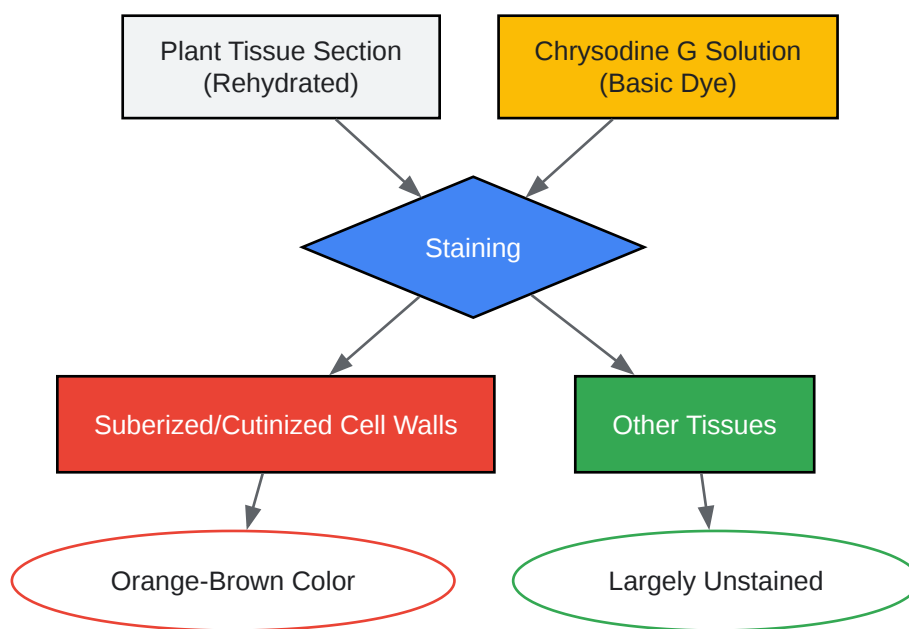 Plant Tissue Section
(Rehydrated)
Chrysodine G Solution
(Basic Dye)
Staining
Suberized/Cutinized Cell Walls
Other Tissues
Orange-Brown Color
Largely Unstained